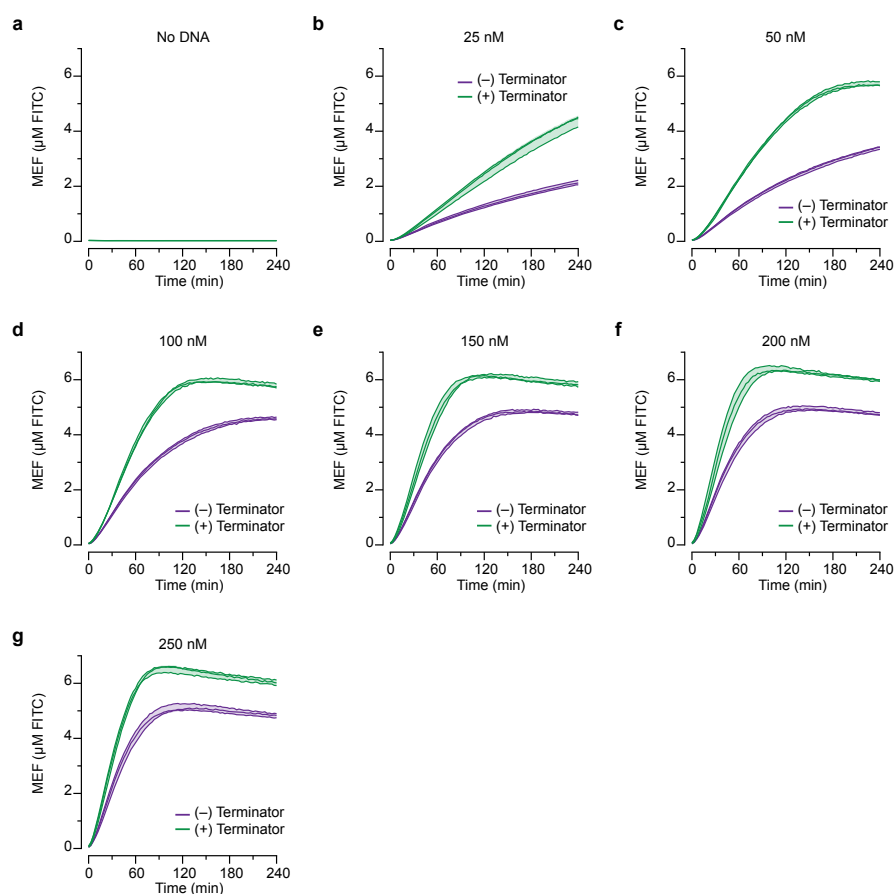 a
No DNA
MEF (µM FITC)
6
4
2
0
0 60 120 180 240
Time (min)
b
25 nM
MEF (µM FITC)
6
4
2
0
(–) Terminator
(+) Terminator
0 60 120 180 240
Time (min)
c
50 nM
MEF (µM FITC)
6
4
2
0
(–) Terminator
(+) Terminator
0 60 120 180 240
Time (min)
d
100 nM
MEF (µM FITC)
6
4
2
0
(–) Terminator
(+) Terminator
0 60 120 180 240
Time (min)
e
150 nM
MEF (µM FITC)
6
4
2
0
(–) Terminator
(+) Terminator
0 60 120 180 240
Time (min)
f
200 nM
MEF (µM FITC)
6
4
2
0
(–) Terminator
(+) Terminator
0 60 120 180 240
Time (min)
g
250 nM
MEF (µM FITC)
6
4
2
0
(–) Terminator
(+) Terminator
0 60 120 180 240
Time (min)